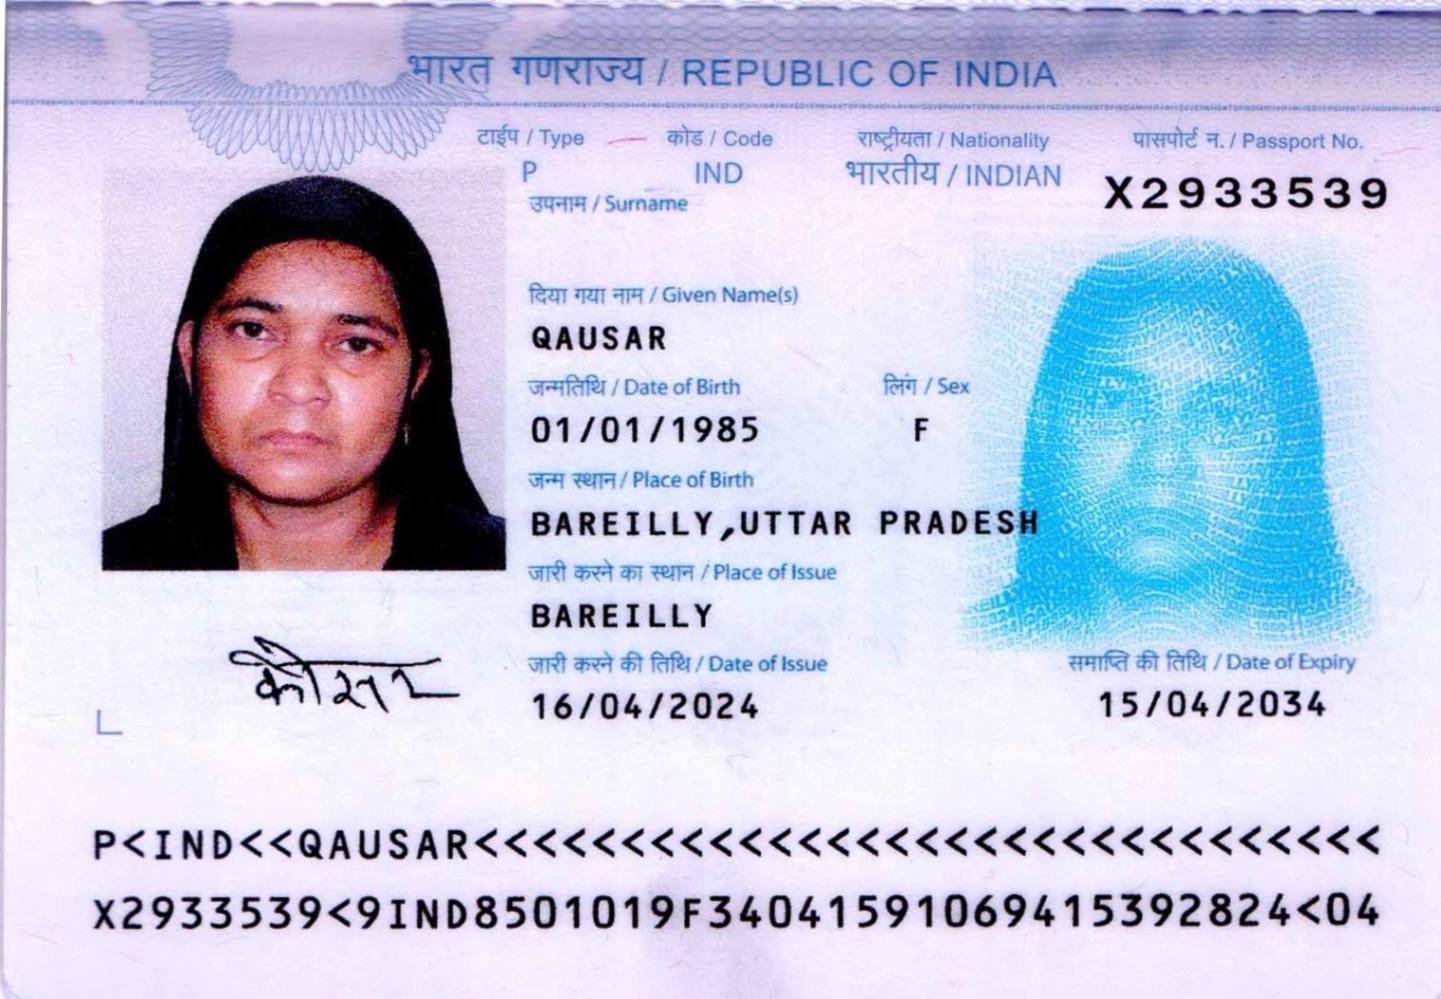 भारत गणराज्य / REPUBLIC OF INDIA
टाईप / Type कोड / Code राष्ट्रीयता / Nationality पासपोर्ट न. / Passport No.
P IND भारतीय / INDIAN X2933539
उपनाम / Surname
दिया गया नाम / Given Name(s)
QAUSAR
जन्मतिथि / Date of Birth लिंग / Sex
01/01/1985 F
जन्म स्थान / Place of Birth
BAREILLY,UTTAR PRADESH
जारी करने का स्थान / Place of Issue
BAREILLY
जारी करने की तिथि / Date of Issue समाप्ति की तिथि / Date of Expiry
16/04/2024 15/04/2034
कौसर
P<IND<<QAUSAR<<<<<<<<<<<<<<<<<<<<<<<<<<<<<<<
X2933539<9IND8501019F34041591069415392824<04